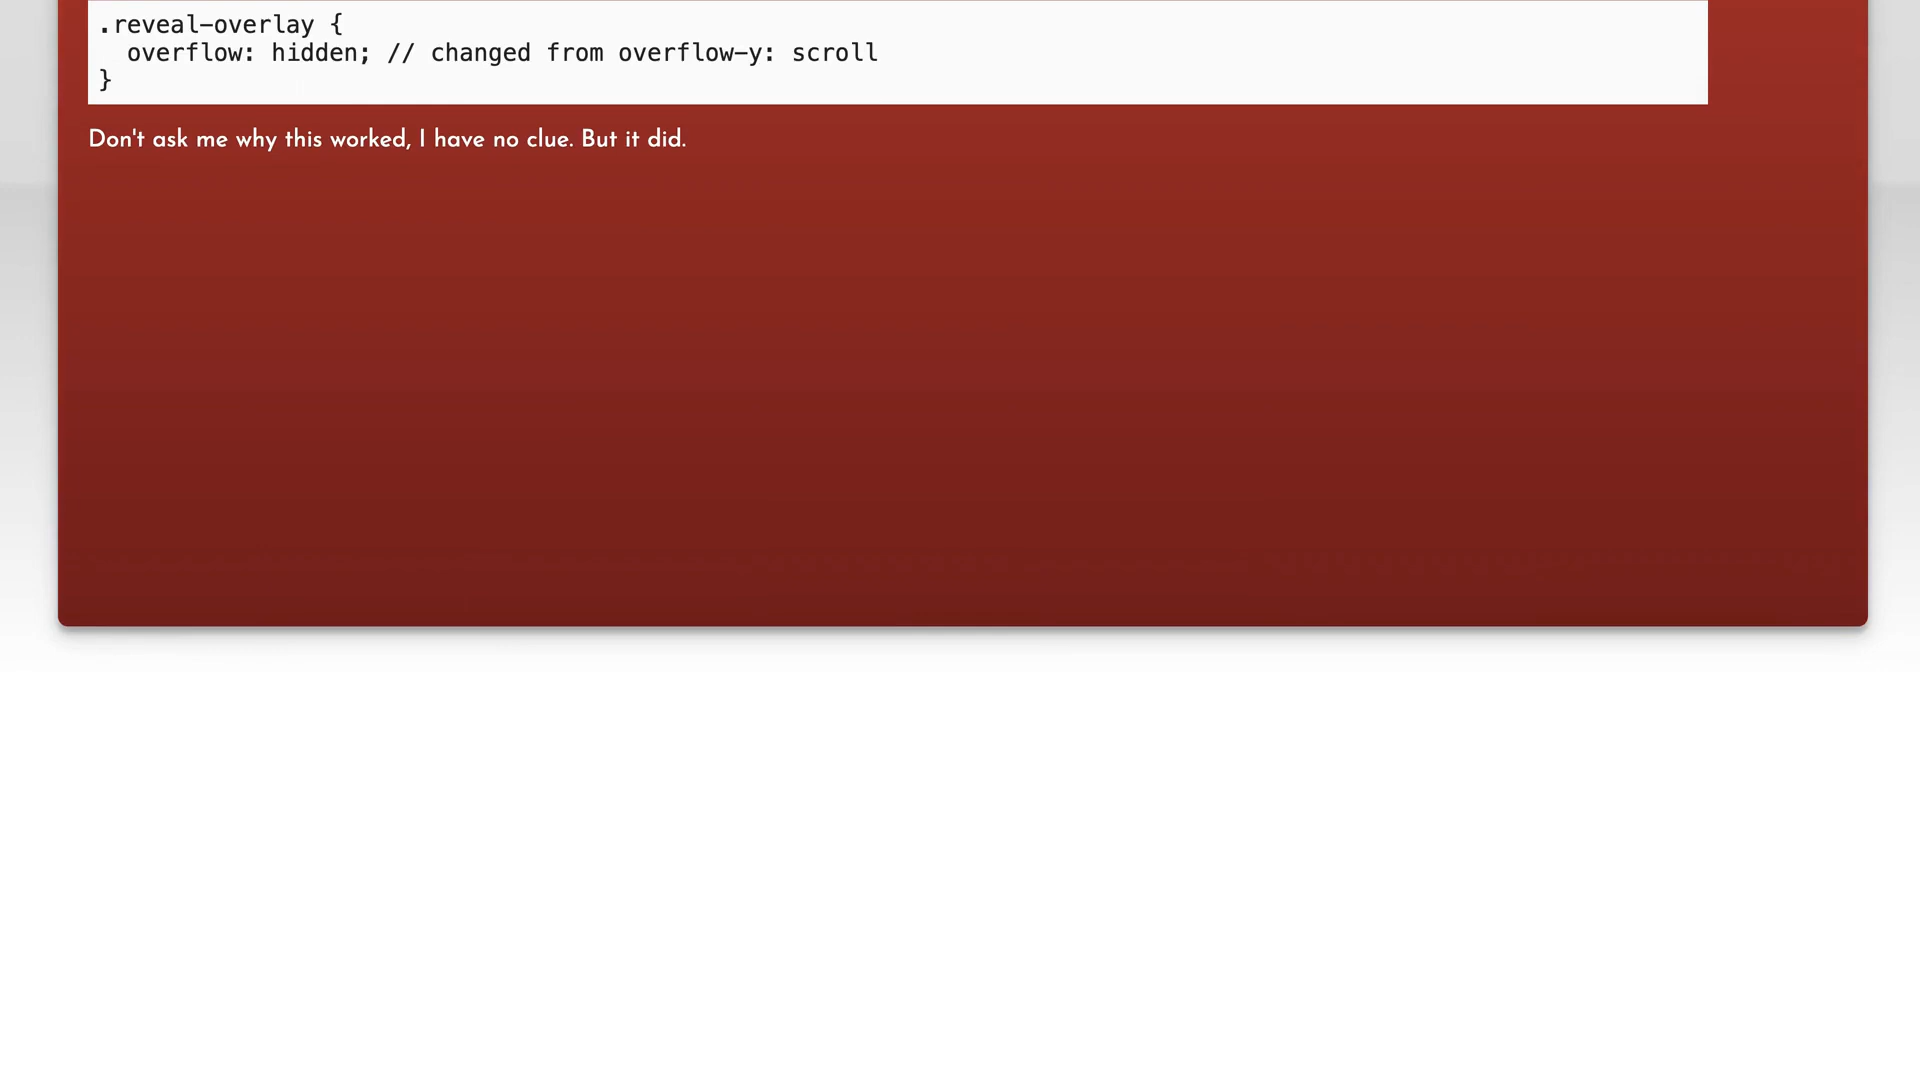 .reveal-overlay {
  overflow: hidden; // changed from overflow-y: scroll
}
Don't ask me why this worked, I have no clue. But it did.